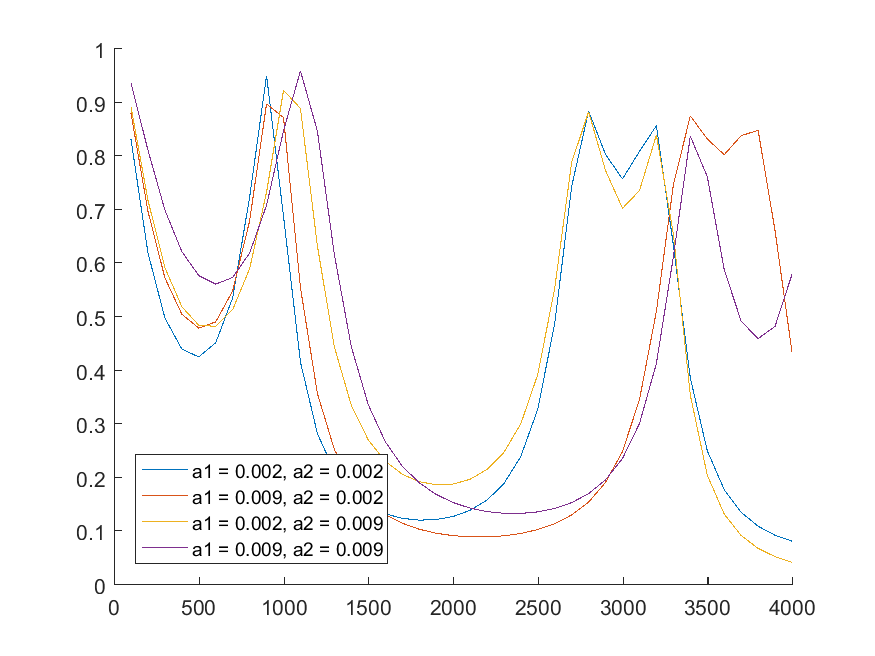 1
0.9
0.8
0.7
0.6
0.5
0.4
0.3
0.2
0.1
0
a1 = 0.002, a2 = 0.002
a1 = 0.009, a2 = 0.002
a1 = 0.002, a2 = 0.009
a1 = 0.009, a2 = 0.009
0 500 1000 1500 2000 2500 3000 3500 4000